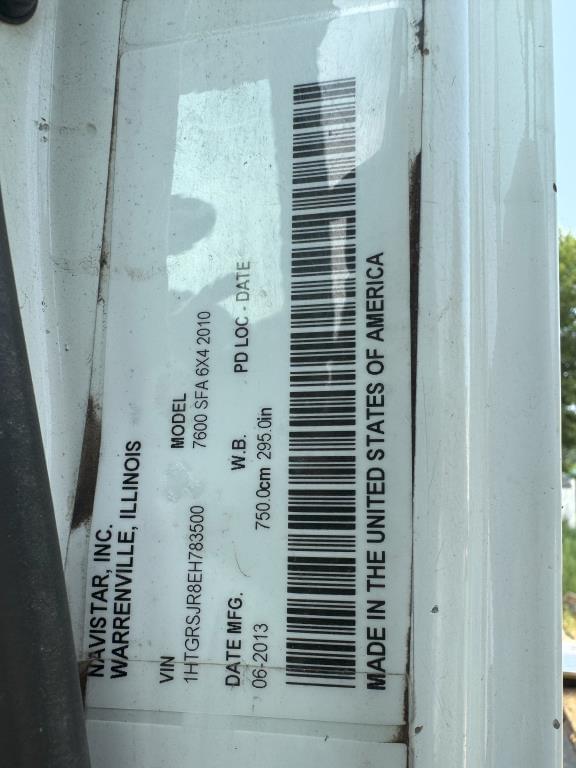 NAVISTAR, INC.
WARRENVILLE, ILLINOIS
VIN MODEL
1HTGRSJR8EH783500 7600 SFA 6X4 2010
DATE MFG. W.B. PD LOC - DATE
06-2013 750.0cm 295.0in
MADE IN THE UNITED STATES OF AMERICA